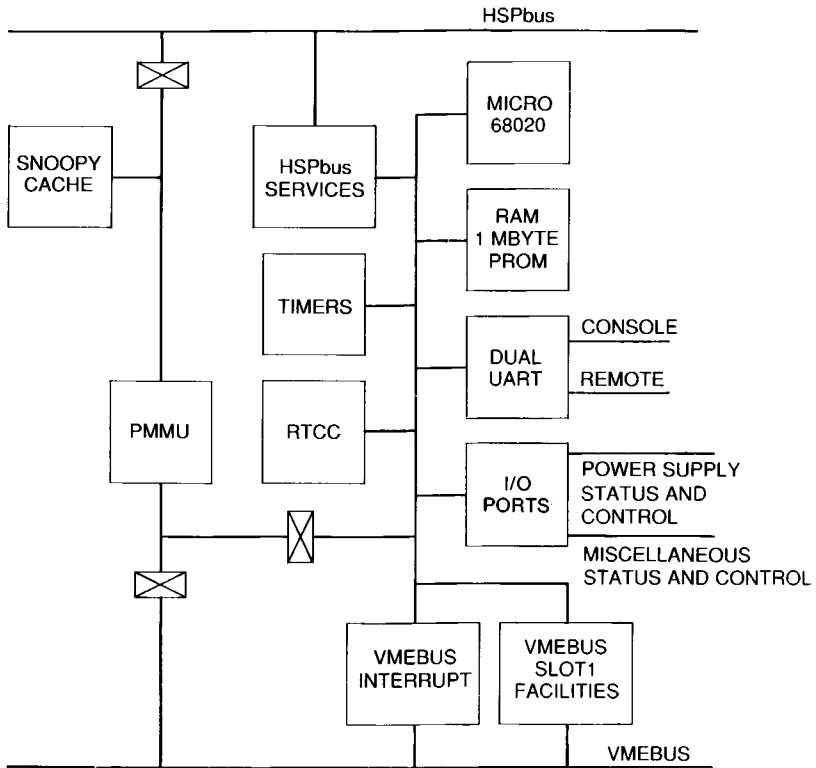 HSPbus
MICRO
68020
SNOOPY
CACHE
HSPbus
SERVICES
RAM
1 MBYTE
PROM
TIMERS
DUAL
UART
CONSOLE
REMOTE
PMMU
RTCC
I/O
PORTS
POWER SUPPLY
STATUS AND
CONTROL
MISCELLANEOUS
STATUS AND CONTROL
VMEBUS
INTERRUPT
VMEBUS
SLOT1
FACILITIES
VMEBUS